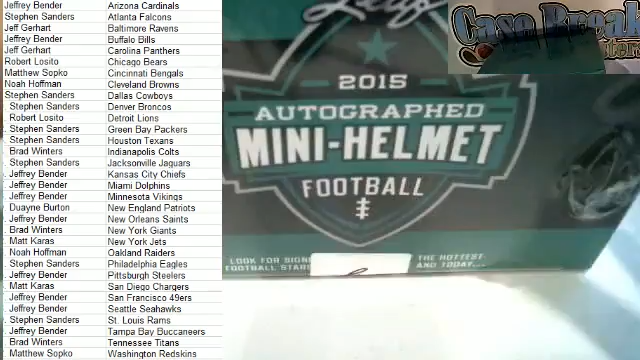 Jeffrey Bender Arizona Cardinals
Stephen Sanders Atlanta Falcons
Jeff Gerhart Baltimore Ravens
Jeffrey Bender Buffalo Bills
Jeff Gerhart Carolina Panthers
Robert Losito Chicago Bears
Matthew Sopko Cincinnati Bengals
Noah Hoffman Cleveland Browns
Stephen Sanders Dallas Cowboys
Stephen Sanders Denver Broncos
Robert Losito Detroit Lions
Stephen Sanders Green Bay Packers
Stephen Sanders Houston Texans
Brad Winters Indianapolis Colts
Stephen Sanders Jacksonville Jaguars
Jeffrey Bender Kansas City Chiefs
Jeffrey Bender Miami Dolphins
Jeffrey Bender Minnesota Vikings
Duayne Burton New England Patriots
Jeffrey Bender New Orleans Saints
Brad Winters New York Giants
Matt Karas New York Jets
Noah Hoffman Oakland Raiders
Stephen Sanders Philadelphia Eagles
Jeffrey Bender Pittsburgh Steelers
Matt Karas San Diego Chargers
Jeffrey Bender San Francisco 49ers
Jeffrey Bender Seattle Seahawks
Stephen Sanders St. Louis Rams
Jeffrey Bender Tampa Bay Buccaneers
Brad Winters Tennessee Titans
Matthew Sopko Washington Redskins
Leaf
2015
AUTOGRAPHED
MINI-HELMET
FOOTBALL
LOOK FOR
FOOTBALL
THE HOTTEST
AND TODAY...
Case Break